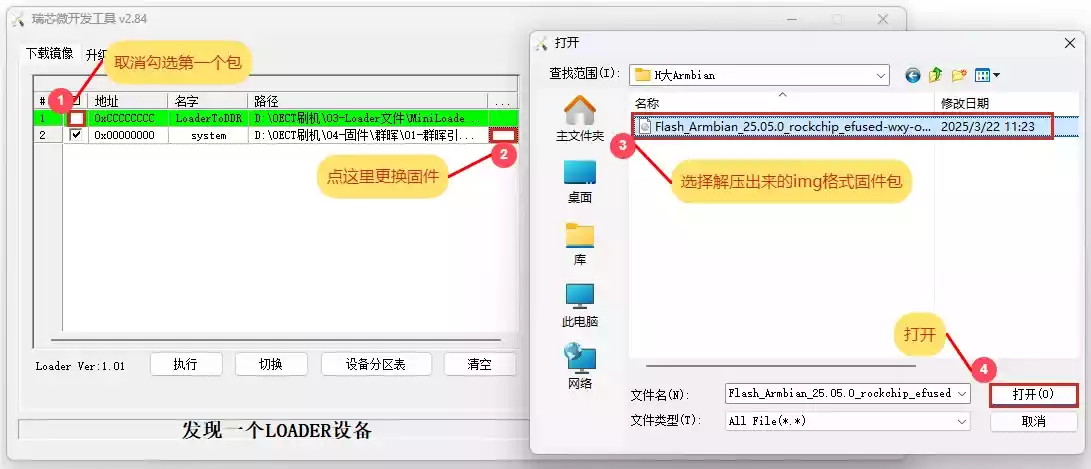 瑞芯微开发工具 v2.84
下载镜像 升级
取消勾选第一个包
1
# 地址 名字 路径 ...
1 0xCCCCCCCC LoaderToDDR D:\OECT刷机\03-Loader文件\MiniLoade
2 0x00000000 system D:\OECT刷机\04-固件\群晖\01-群晖引...
2
点这里更换固件
Loader Ver:1.01 执行 切换 设备分区表 清空
发现一个LOADER设备
打开
查找范围(I): H大Armbian
名称 修改日期
Flash_Armbian_25.05.0_rockchip_efused-wxy-o... 2025/3/22 11:23
3
选择解压出来的img格式固件包
主文件夹
桌面
库
此电脑
网络
打开
4
文件名(N): Flash_Armbian_25.05.0_rockchip_efused 打开(O)
文件类型(T): All File(*.*) 取消